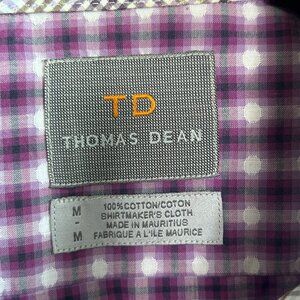 TD
THOMAS DEAN
M 100%COTTON/COTON
- SHIRTMAKER'S CLOTH
MADE IN MAURITIUS
M FABRIQUE A L'ILE MAURICE